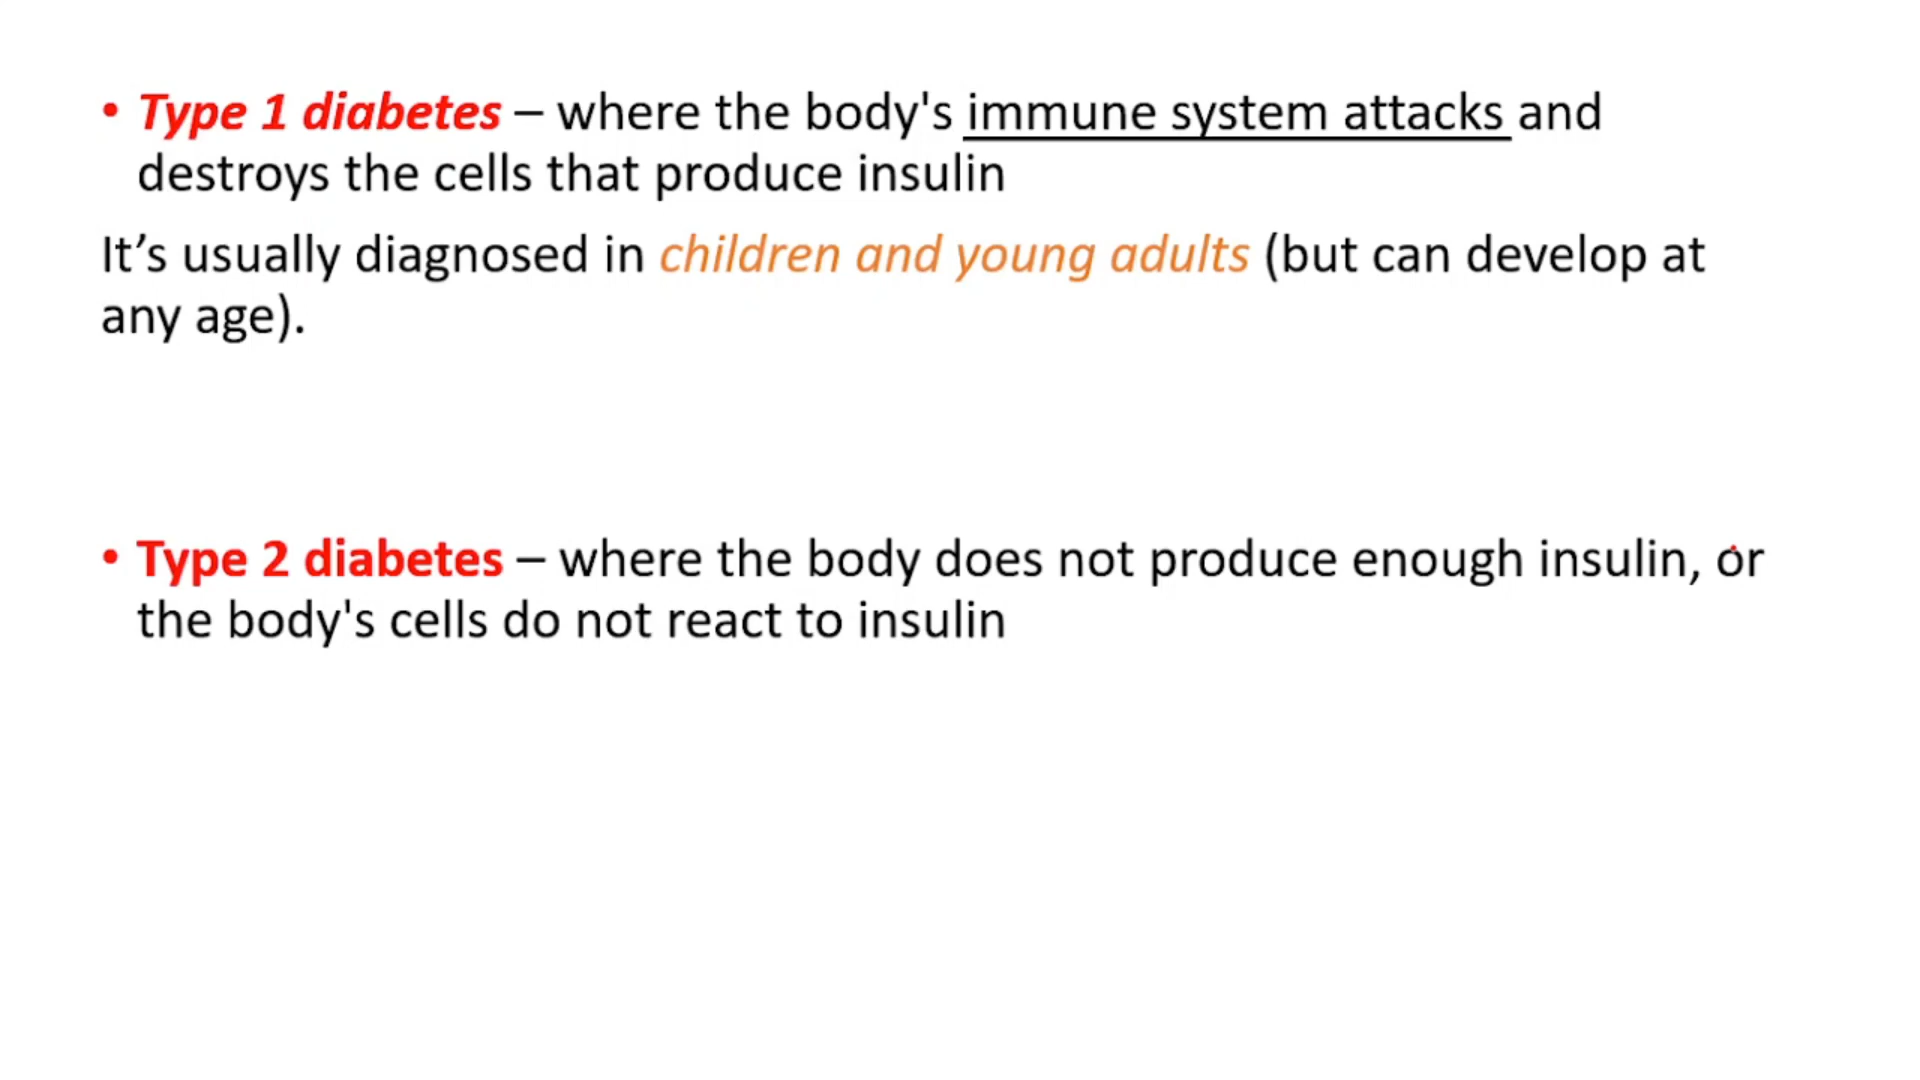 • Type 1 diabetes – where the body's immune system attacks and
destroys the cells that produce insulin
It’s usually diagnosed in children and young adults (but can develop at
any age).
• Type 2 diabetes – where the body does not produce enough insulin, or
the body's cells do not react to insulin